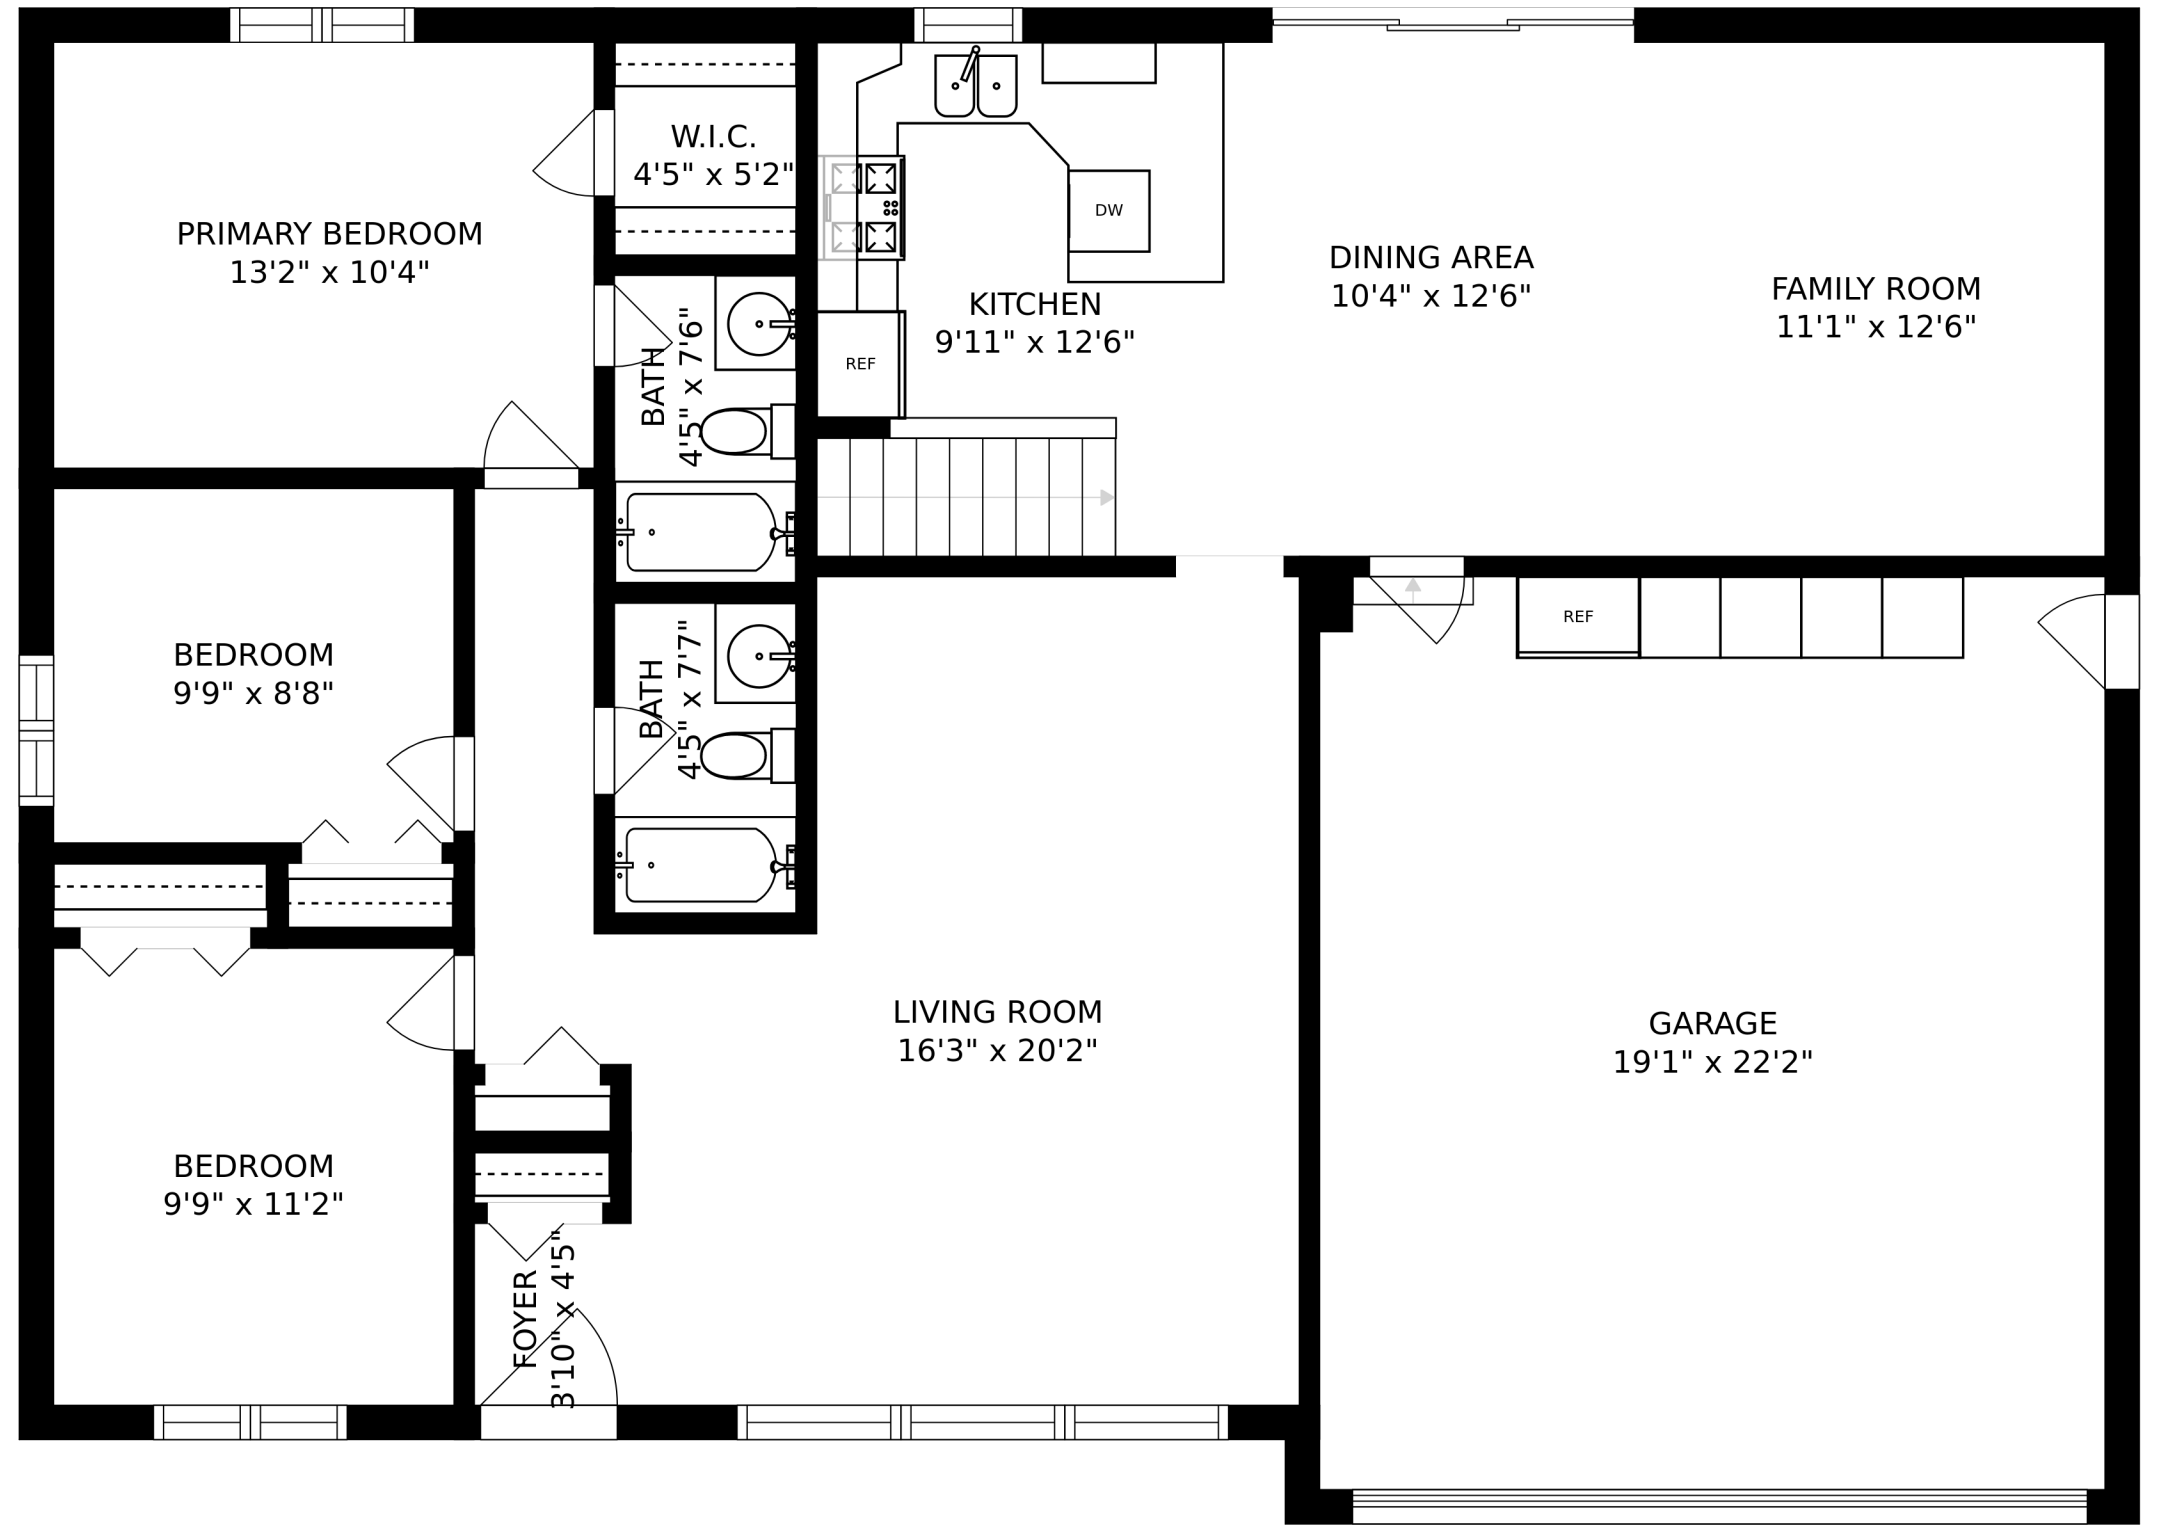 W.I.C.
4'5" x 5'2"
PRIMARY BEDROOM
13'2" x 10'4"
DW
DINING AREA
10'4" x 12'6"
FAMILY ROOM
11'1" x 12'6"
KITCHEN
9'11" x 12'6"
REF
BATH
4'5" x 7'6"
REF
BEDROOM
9'9" x 8'8"
BATH
4'5" x 7'7"
LIVING ROOM
16'3" x 20'2"
GARAGE
19'1" x 22'2"
BEDROOM
9'9" x 11'2"
FOYER
3'10" x 4'5"